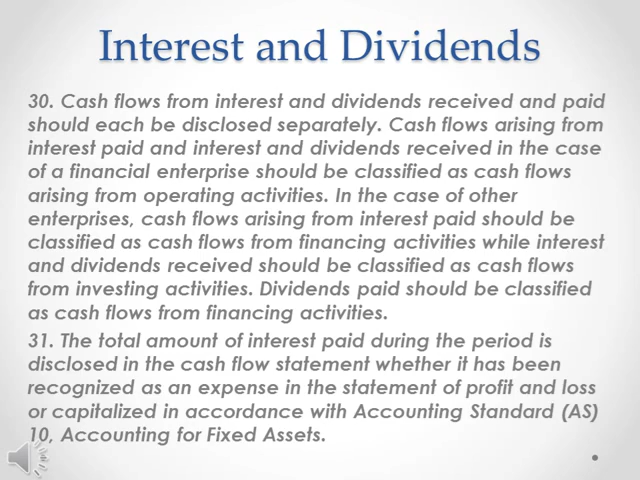 Interest and Dividends
30. Cash flows from interest and dividends received and paid
should each be disclosed separately. Cash flows arising from
interest paid and interest and dividends received in the case
of a financial enterprise should be classified as cash flows
arising from operating activities. In the case of other
enterprises, cash flows arising from interest paid should be
classified as cash flows from financing activities while interest
and dividends received should be classified as cash flows
from investing activities. Dividends paid should be classified
as cash flows from financing activities.
31. The total amount of interest paid during the period is
disclosed in the cash flow statement whether it has been
recognized as an expense in the statement of profit and loss
or capitalized in accordance with Accounting Standard (AS)
10, Accounting for Fixed Assets.